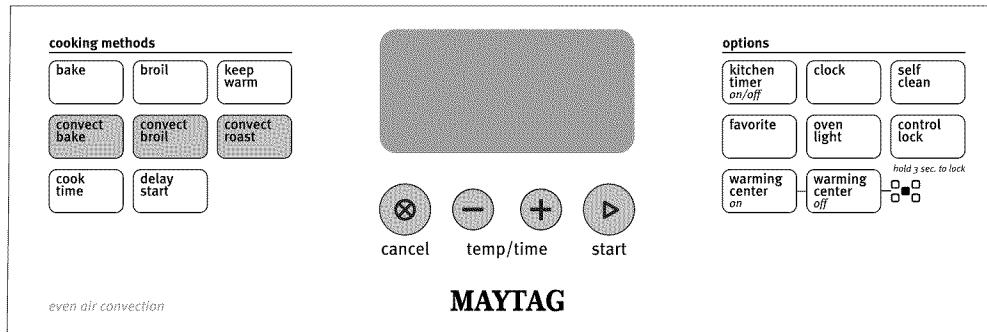 cooking methods
bake
broil
keep
warm
convect
bake
convect
broil
convect
roast
cook
time
delay
start
even air convection
cancel
temp/time
start
MAYTAG
options
kitchen
timer
on/off
clock
self
clean
favorite
oven
light
control
lock
hold 3 sec. to lock
warming
center
on
warming
center
off